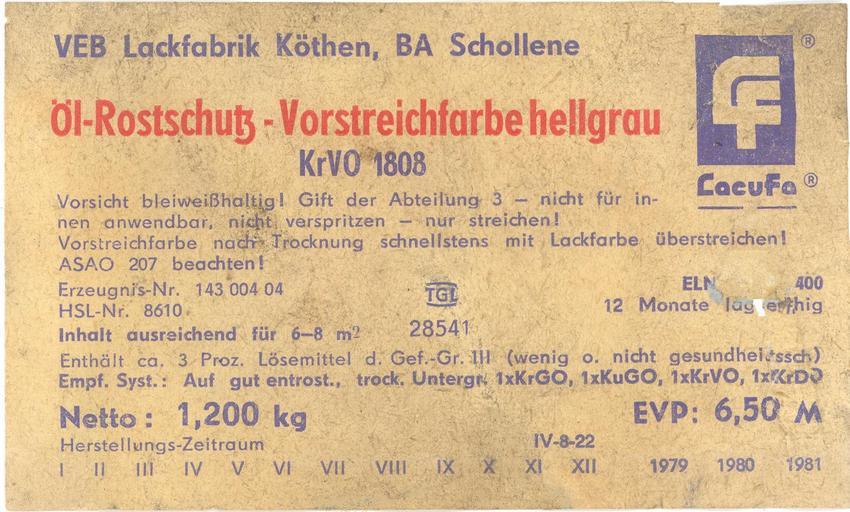 VEB Lackfabrik Köthen, BA Schollene
®
Öl-Rostschutz - Vorstreichfarbe hellgrau
KrVO 1808
Lacufa ®
Vorsicht bleiweißhaltig! Gift der Abteilung 3 – nicht für in-
nen anwendbar, nicht verspritzen – nur streichen!
Vorstreichfarbe nach Trocknung schnellstens mit Lackfarbe überstreichen!
ASAO 207 beachten!
Erzeugnis-Nr. 143 004 04
HSL-Nr. 8610
Inhalt ausreichend für 6–8 m²
TGL
28541
ELN 400
12 Monate
Enthält ca. 3 Proz. Lösemittel d. Gef.-Gr. III (wenig o. nicht
Empf. Syst.: Auf gut entrost., trock. Untergr. 1xKrGO, 1xKuGO, 1xKrVO, 1xKrDO
Netto: 1,200 kg
EVP: 6,50 M
Herstellungs-Zeitraum
IV-8-22
I II III IV V VI VII VIII IX X XI XII 1979 1980 1981